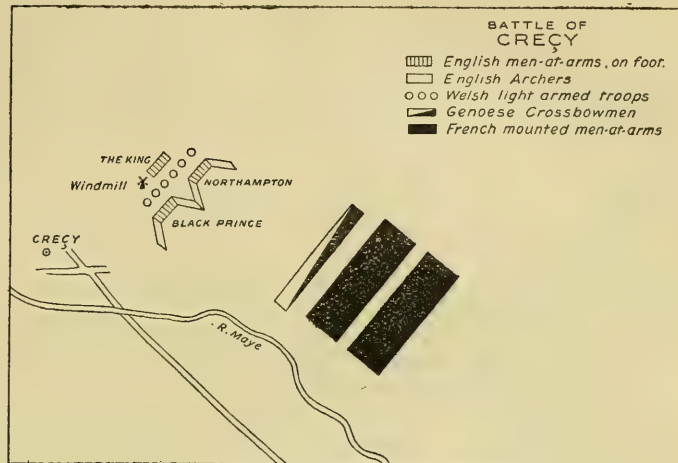 BATTLE OF
CREÇY
English men-at-arms, on foot.
English Archers
Welsh light armed troops
Genoese Crossbowmen
French mounted men-at-arms
THE KING
Windmill
NORTHAMPTON
BLACK PRINCE
CREÇY
R. Maye